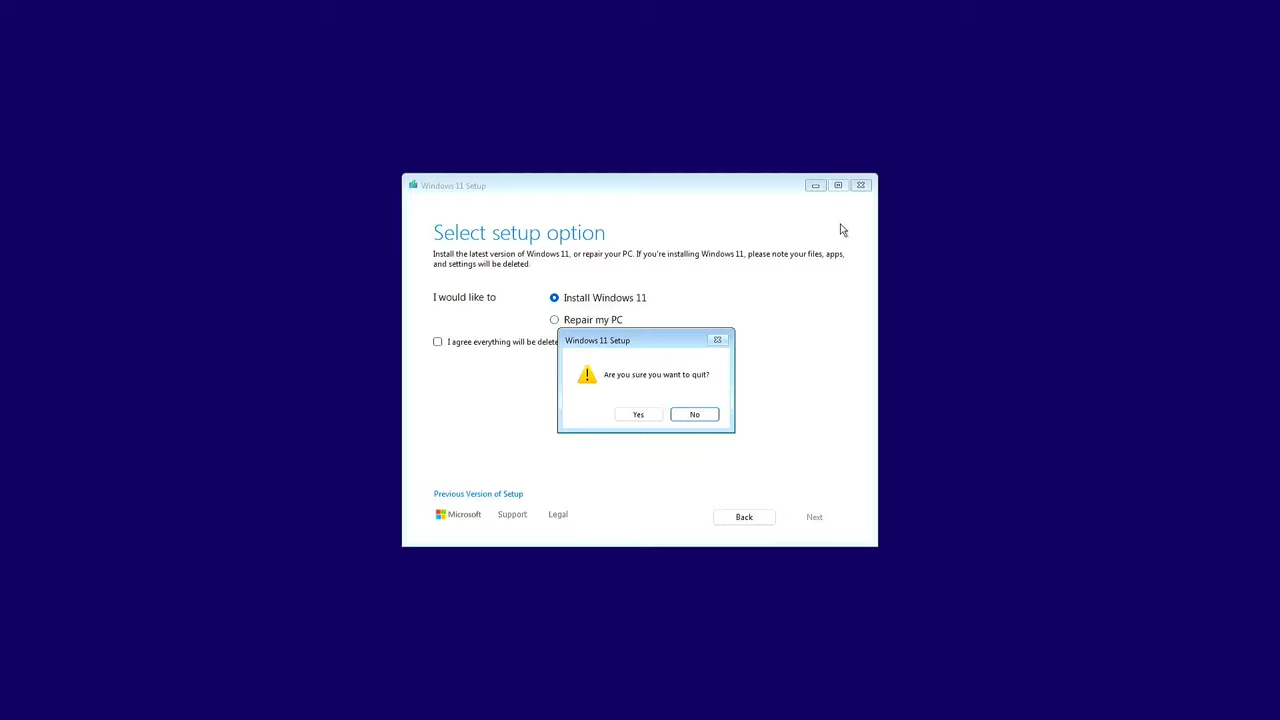 Windows 11 Setup
Select setup option
Install the latest version of Windows 11, or repair your PC. If you're installing Windows 11, please note your files, apps,
and settings will be deleted.
I would like to
Install Windows 11
Repair my PC
I agree everything will be delete
Windows 11 Setup
Are you sure you want to quit?
Yes No
Previous Version of Setup
Microsoft Support Legal
Back Next